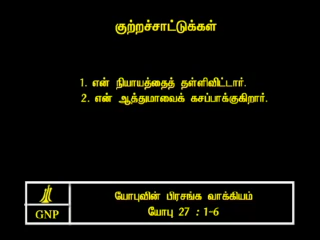 குற்றச்சாட்டுக்கள்
1. என் நியாயத்தைத் தள்ளிவிட்டார்.
2. என் ஆத்துமாவைக் கசப்பாக்குகிறார்.
யோபுவின் பிரசங்க வாக்கியம்
யோபு 27 : 1-6
GNP